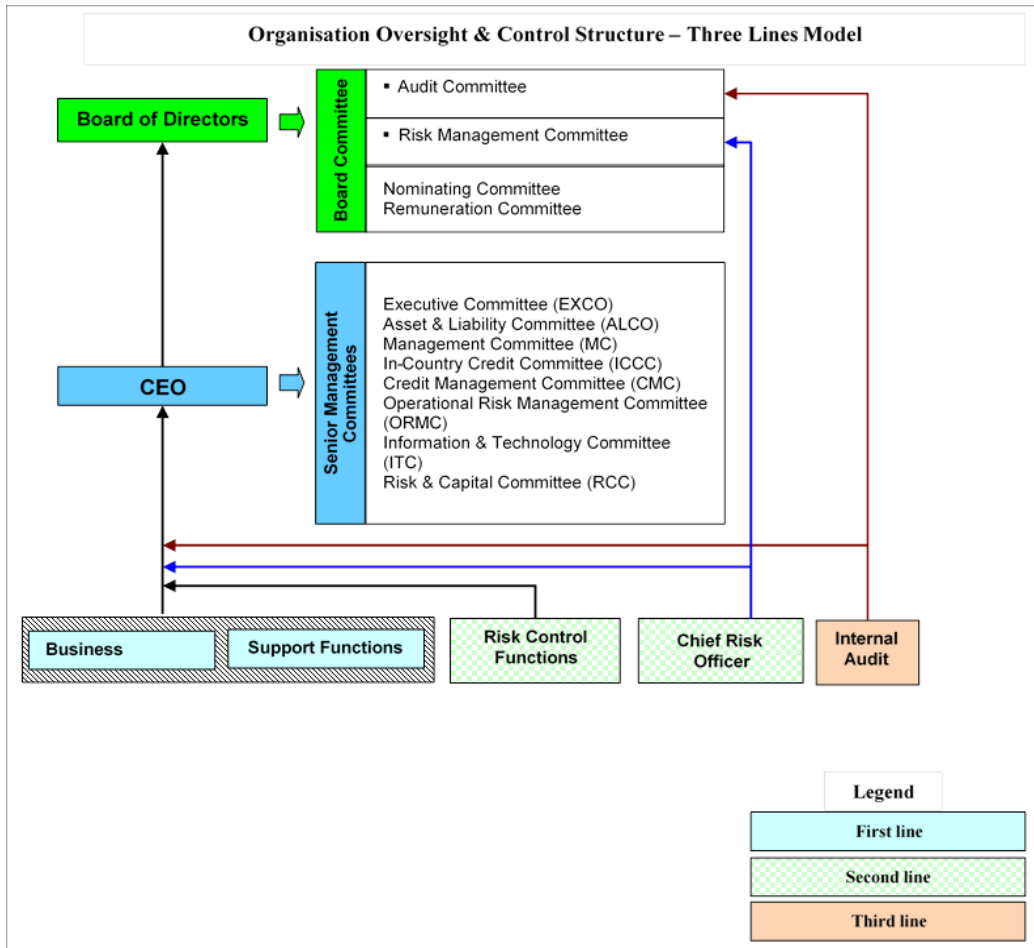 Organisation Oversight & Control Structure – Three Lines Model
Board of Directors
Board Committee
▪ Audit Committee
▪ Risk Management Committee
Nominating Committee
Remuneration Committee
CEO
Senior Management
Committees
Executive Committee (EXCO)
Asset & Liability Committee (ALCO)
Management Committee (MC)
In-Country Credit Committee (ICCC)
Credit Management Committee (CMC)
Operational Risk Management Committee
(ORMC)
Information & Technology Committee
(ITC)
Risk & Capital Committee (RCC)
Business
Support Functions
Risk Control
Functions
Chief Risk
Officer
Internal
Audit
Legend
First line
Second line
Third line